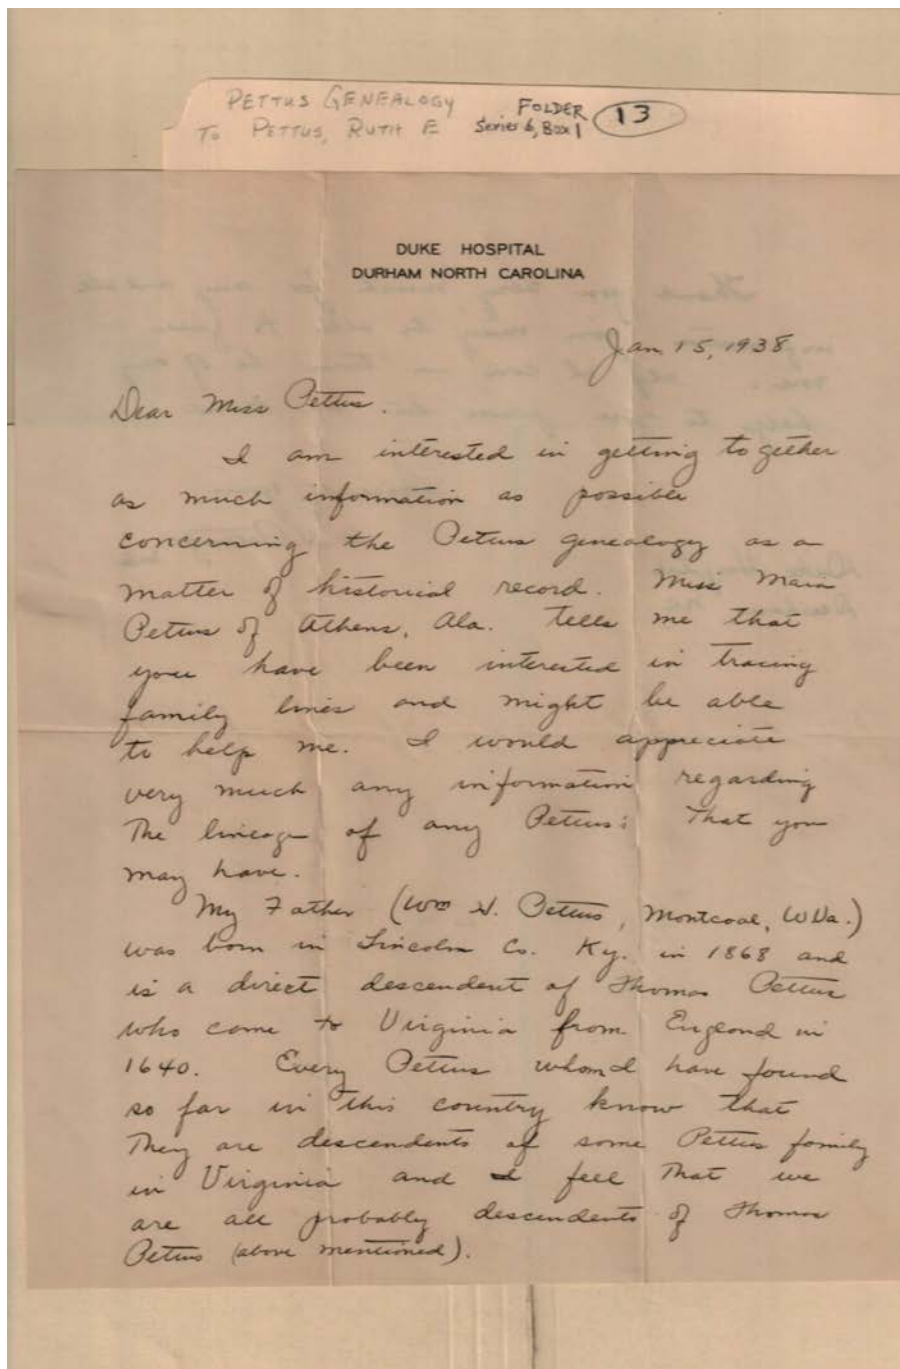 PETTUS GENEALOGY
TO PETTUS, RUTH E
FOLDER
Series 6, Box 1
13
DUKE HOSPITAL
DURHAM NORTH CAROLINA
Jan 15, 1938
Dear Miss Pettus.
I am interested in getting together
as much information as possible
concerning the Pettus genealogy as a
matter of historical record. Miss
Pettus of Athens, Ala. tells me that
you have been interested in tracing
family lines and might be able
to help me. I would appreciate
very much any information regarding
the lineage of any Pettus's that you
may have.
My Father (Wm H. Pettus, Montcoal, W Va.)
was born in Lincoln Co. Ky. in 1868 and
is a direct descendent of Thomas Pettus
who came to Virginia from England in
1640. Every Pettus whom I have found
so far in this country know that
they are descendents of some Pettus family
in Virginia and I feel that we
are all probably descendents of Thomas
Pettus (above mentioned).